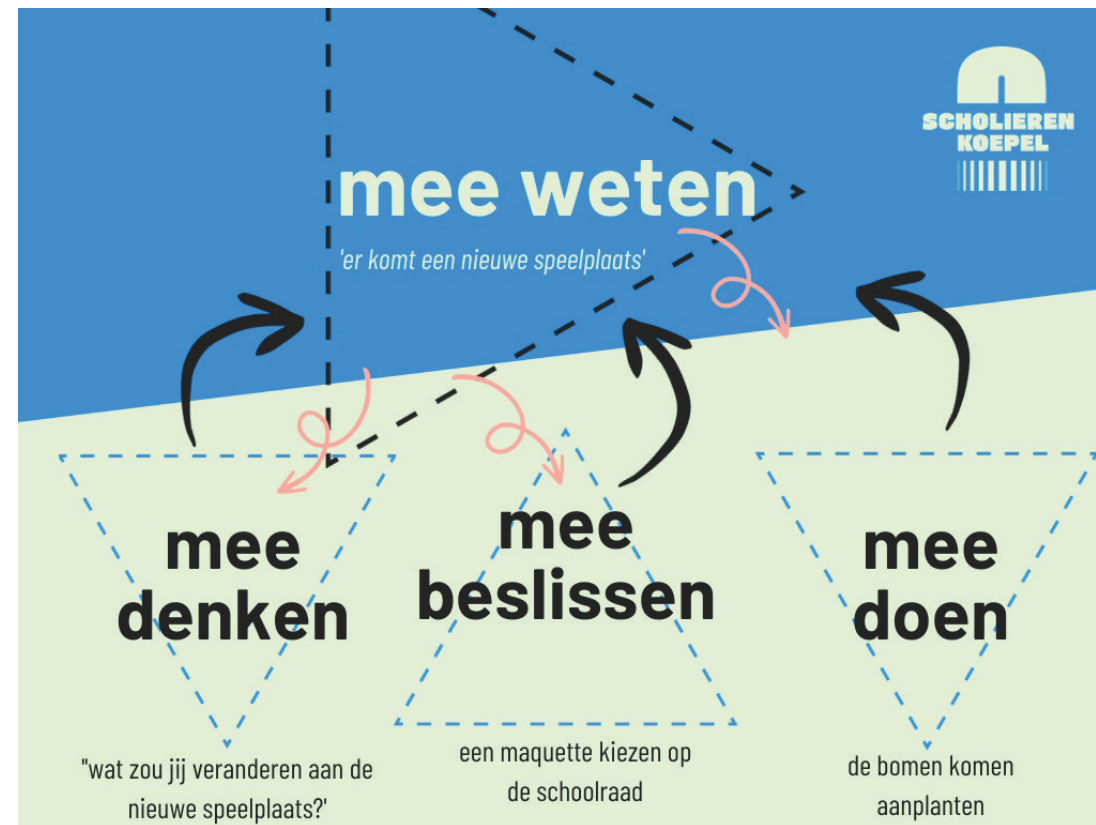 SCHOLIEREN
KOEPEL
mee weten
'er komt een nieuwe speelplaats'
mee
denken
"wat zou jij veranderen aan de
nieuwe speelplaats?'
mee
beslissen
een maquette kiezen op
de schoolraad
mee
doen
de bomen komen
aanplanten